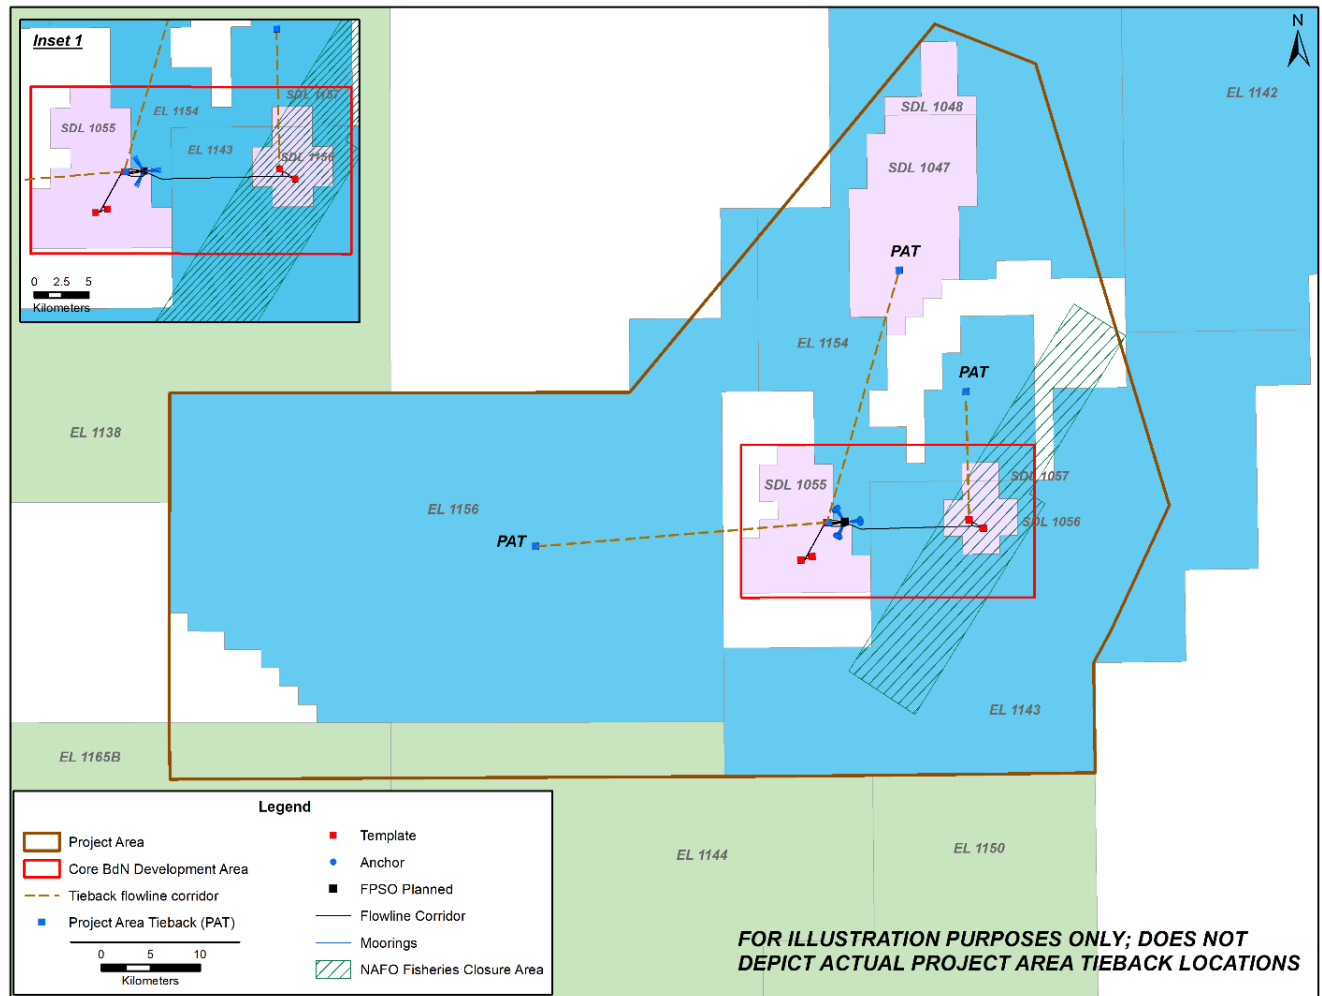 Inset 1
SDL 1157
EL 1154
SDL 1055
EL 1143
SDL 1156
0 2.5 5
Kilometers
N
EL 1142
SDL 1048
SDL 1047
PAT
EL 1154
PAT
EL 1138
SDL 1055
SDL 1057
EL 1156
SDL 1056
PAT
EL 1143
EL 1165B
EL 1144
EL 1150
Legend
Project Area
Core BdN Development Area
Tieback flowline corridor
Project Area Tieback (PAT)
0 5 10
Kilometers
Template
Anchor
FPSO Planned
Flowline Corridor
Moorings
NAFO Fisheries Closure Area
FOR ILLUSTRATION PURPOSES ONLY; DOES NOT
DEPICT ACTUAL PROJECT AREA TIEBACK LOCATIONS